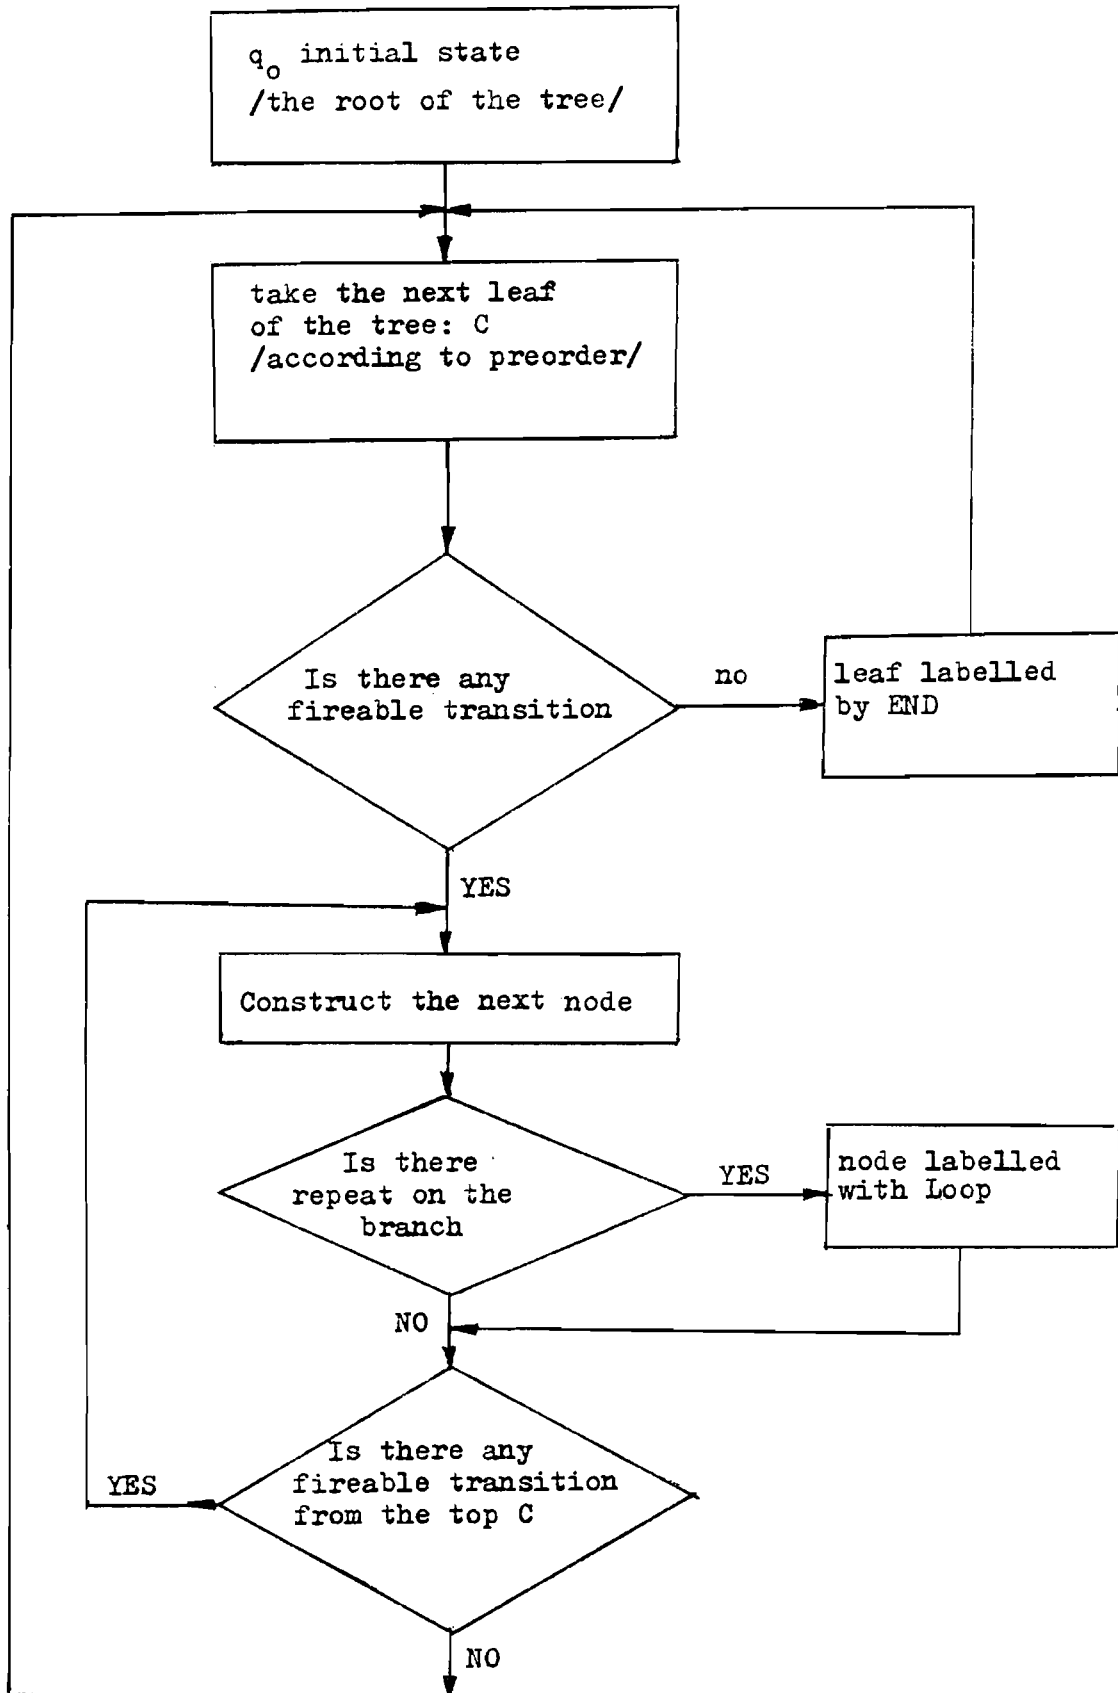 q₀ initial state
/the root of the tree/
take the next leaf
of the tree: C
/according to preorder/
Is there any
fireable transition
no
leaf labelled
by END
YES
Construct the next node
Is there
repeat on the
branch
YES
node labelled
with Loop
NO
Is there any
fireable transition
from the top C
YES
NO